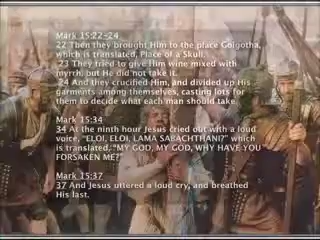 Mark 15:22-24
22 Then they brought Him to the place Golgotha,
which is translated, Place of a Skull.
23 They tried to give Him wine mixed with
myrrh; but He did not take it.
24 And they crucified Him, and divided up His
garments among themselves, casting lots for
them to decide what each man should take.
Mark 15:34
34 At the ninth hour Jesus cried out with a loud
voice, "ELOI, ELOI, LAMA SABACHTHANI?" which
is translated, "MY GOD, MY GOD, WHY HAVE YOU
FORSAKEN ME?"
Mark 15:37
37 And Jesus uttered a loud cry, and breathed
His last.